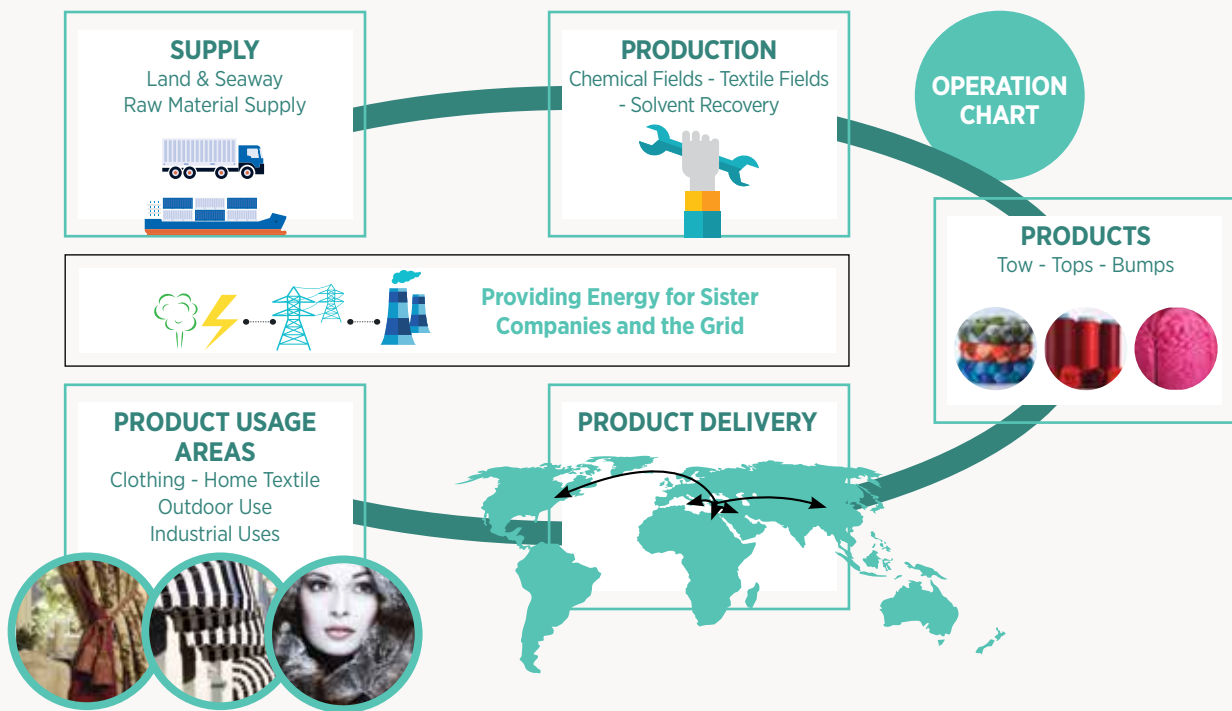 SUPPLY
Land & Seaway
Raw Material Supply
PRODUCTION
Chemical Fields - Textile Fields
- Solvent Recovery
OPERATION
CHART
PRODUCTS
Tow - Tops - Bumps
Providing Energy for Sister
Companies and the Grid
PRODUCT USAGE
AREAS
Clothing - Home Textile
Outdoor Use
Industrial Uses
PRODUCT DELIVERY